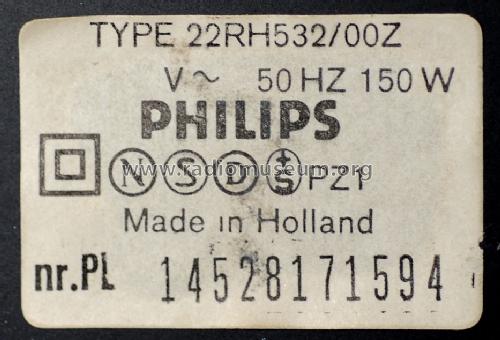 TYPE 22RH532/00Z
V~ 50 HZ 150 W
PHILIPS
N S D +S PZ1
www.radiomuseum.org
Made in Holland
nr.PL 14528171594